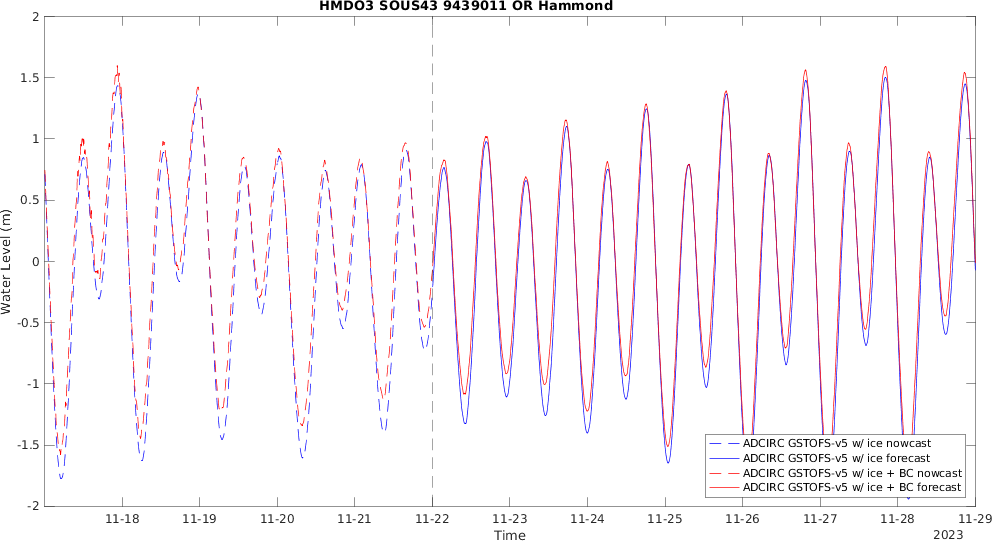 HMDO3 SOUS43 9439011 OR Hammond
2
1.5
1
0.5
0
-0.5
-1
-1.5
-2
Water Level (m)
ADCIRC GSTOFS-v5 w/ ice nowcast
ADCIRC GSTOFS-v5 w/ ice forecast
ADCIRC GSTOFS-v5 w/ ice + BC nowcast
ADCIRC GSTOFS-v5 w/ ice + BC forecast
11-18 11-19 11-20 11-21 11-22 11-23 11-24 11-25 11-26 11-27 11-28 11-29
Time
2023